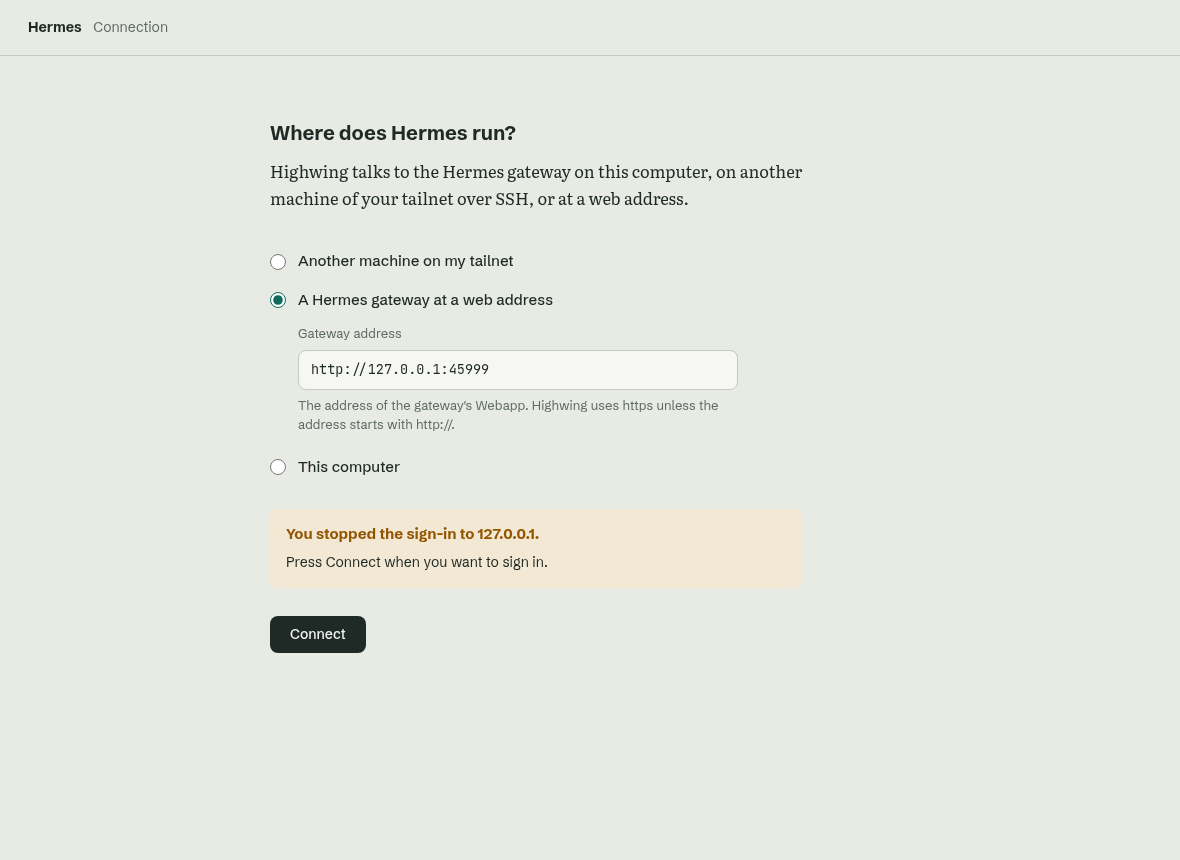 Hermes Connection
Where does Hermes run?
Highwing talks to the Hermes gateway on this computer, on another
machine of your tailnet over SSH, or at a web address.
Another machine on my tailnet
A Hermes gateway at a web address
Gateway address
http://127.0.0.1:45999
The address of the gateway's Webapp. Highwing uses https unless the
address starts with http://.
This computer
You stopped the sign-in to 127.0.0.1.
Press Connect when you want to sign in.
Connect